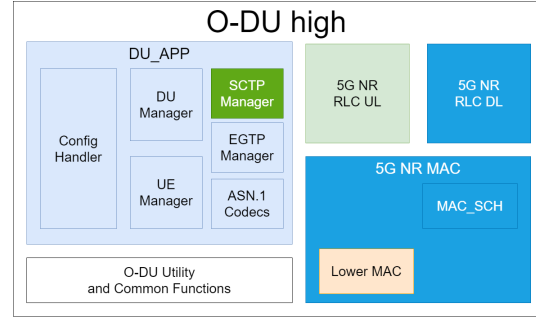 O-DU high
DU_APP
Config
Handler
DU
Manager
UE
Manager
SCTP
Manager
EGTP
Manager
ASN.1
Codecs
5G NR
RLC UL
5G NR
RLC DL
5G NR MAC
MAC_SCH
Lower MAC
O-DU Utility
and Common Functions